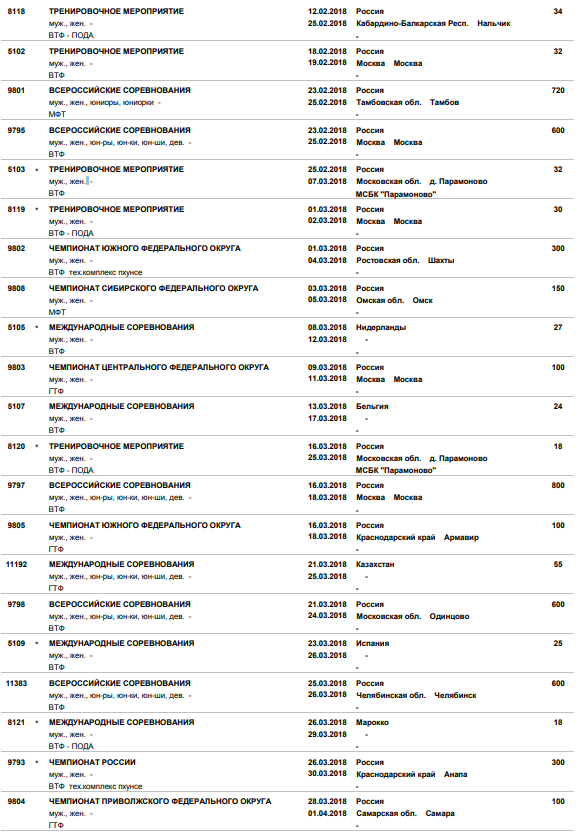 8118 ТРЕНИРОВОЧНОЕ МЕРОПРИЯТИЕ 12.02.2018 Россия 34
муж., жен. - 25.02.2018 Кабардино-Балкарская Респ. Нальчик
ВТФ - ПОДА -
5102 ТРЕНИРОВОЧНОЕ МЕРОПРИЯТИЕ 18.02.2018 Россия 32
муж., жен. - 19.02.2018 Москва Москва
ВТФ -
9801 ВСЕРОССИЙСКИЕ СОРЕВНОВАНИЯ 23.02.2018 Россия 720
муж., жен., юниоры, юниорки - 25.02.2018 Тамбовская обл. Тамбов
МФТ -
9795 ВСЕРОССИЙСКИЕ СОРЕВНОВАНИЯ 23.02.2018 Россия 600
муж., жен., юн-ры, юн-ки, юн-ши, дев. - 25.02.2018 Москва Москва
ВТФ -
5103 * ТРЕНИРОВОЧНОЕ МЕРОПРИЯТИЕ 25.02.2018 Россия 32
муж., жен. - 07.03.2018 Московская обл. д. Парамоново
ВТФ МСБК "Парамоново"
8119 * ТРЕНИРОВОЧНОЕ МЕРОПРИЯТИЕ 01.03.2018 Россия 30
муж., жен. - 02.03.2018 Москва Москва
ВТФ - ПОДА -
9802 ЧЕМПИОНАТ ЮЖНОГО ФЕДЕРАЛЬНОГО ОКРУГА 01.03.2018 Россия 300
муж., жен. - 04.03.2018 Ростовская обл. Шахты
ВТФ тех.комплекс пхунсе -
9808 ЧЕМПИОНАТ СИБИРСКОГО ФЕДЕРАЛЬНОГО ОКРУГА 03.03.2018 Россия 150
муж., жен. - 05.03.2018 Омская обл. Омск
МФТ -
5105 * МЕЖДУНАРОДНЫЕ СОРЕВНОВАНИЯ 08.03.2018 Нидерланды 27
муж., жен. - 12.03.2018 -
ВТФ -
9803 ЧЕМПИОНАТ ЦЕНТРАЛЬНОГО ФЕДЕРАЛЬНОГО ОКРУГА 09.03.2018 Россия 100
муж., жен. - 11.03.2018 Москва Москва
ГТФ -
5107 МЕЖДУНАРОДНЫЕ СОРЕВНОВАНИЯ 13.03.2018 Бельгия 24
муж., жен. - 17.03.2018 -
ВТФ -
8120 * ТРЕНИРОВОЧНОЕ МЕРОПРИЯТИЕ 16.03.2018 Россия 18
муж., жен. - 25.03.2018 Московская обл. д. Парамоново
ВТФ - ПОДА МСБК "Парамоново"
9797 ВСЕРОССИЙСКИЕ СОРЕВНОВАНИЯ 16.03.2018 Россия 800
муж., жен., юн-ры, юн-ки, юн-ши, дев. - 18.03.2018 Москва Москва
ВТФ -
9805 ЧЕМПИОНАТ ЮЖНОГО ФЕДЕРАЛЬНОГО ОКРУГА 16.03.2018 Россия 100
муж., жен. - 18.03.2018 Краснодарский край Армавир
ГТФ -
11192 МЕЖДУНАРОДНЫЕ СОРЕВНОВАНИЯ 21.03.2018 Казахстан 55
муж., жен., юн-ры, юн-ки, юн-ши, дев. - 25.03.2018 -
ГТФ -
9798 ВСЕРОССИЙСКИЕ СОРЕВНОВАНИЯ 21.03.2018 Россия 600
муж., жен., юн-ры, юн-ки, юн-ши, дев. - 24.03.2018 Московская обл. Одинцово
ВТФ -
5109 * МЕЖДУНАРОДНЫЕ СОРЕВНОВАНИЯ 23.03.2018 Испания 25
муж., жен. - 26.03.2018 -
ВТФ -
11383 ВСЕРОССИЙСКИЕ СОРЕВНОВАНИЯ 25.03.2018 Россия 600
муж., жен., юн-ры, юн-ки, юн-ши, дев. - 26.03.2018 Челябинская обл. Челябинск
ВТФ -
8121 * МЕЖДУНАРОДНЫЕ СОРЕВНОВАНИЯ 26.03.2018 Марокко 18
муж., жен. - 29.03.2018 -
ВТФ - ПОДА -
9793 * ЧЕМПИОНАТ РОССИИ 26.03.2018 Россия 300
муж., жен. - 30.03.2018 Краснодарский край Анапа
ВТФ тех.комплекс пхунсе -
9804 ЧЕМПИОНАТ ПРИВОЛЖСКОГО ФЕДЕРАЛЬНОГО ОКРУГА 28.03.2018 Россия 100
муж., жен. - 01.04.2018 Самарская обл. Самара
ГТФ -